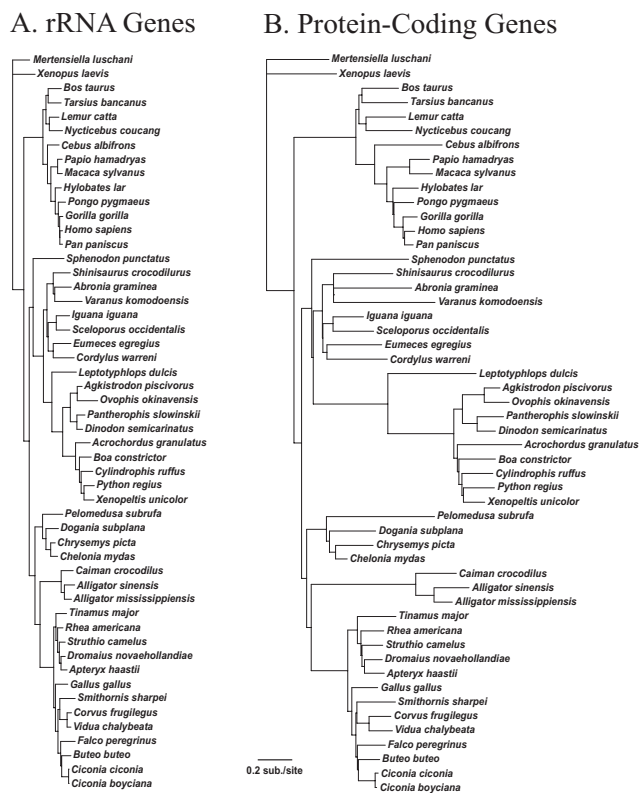 A. rRNA Genes
Mertensiella luschani
Xenopus laevis
Bos taurus
Tarsius bancanus
Lemur catta
Nycticebus coucang
Cebus albifrons
Papio hamadryas
Macaca sylvanus
Hylobates lar
Pongo pygmaeus
Gorilla gorilla
Homo sapiens
Pan paniscus
Sphenodon punctatus
Shinisaurus crocodilurus
Abronia graminea
Varanus komodoensis
Iguana iguana
Sceloporus occidentalis
Eumeces egregius
Cordylus warreni
Leptotyphlops dulcis
Agkistrodon piscivorus
Ovophis okinavensis
Pantherophis slowinskii
Dinodon semicarinatus
Acrochordus granulatus
Boa constrictor
Cylindrophis ruffus
Python regius
Xenopeltis unicolor
Pelomedusa subrufa
Dogania subplana
Chrysemys picta
Chelonia mydas
Caiman crocodilus
Alligator sinensis
Alligator mississippiensis
Tinamus major
Rhea americana
Struthio camelus
Dromaius novaehollandiae
Apteryx haastii
Gallus gallus
Smithornis sharpei
Corvus frugilegus
Vidua chalybeata
Falco peregrinus
Buteo buteo
Ciconia ciconia
Ciconia boyciana
B. Protein-Coding Genes
Mertensiella luschani
Xenopus laevis
Bos taurus
Tarsius bancanus
Lemur catta
Nycticebus coucang
Cebus albifrons
Papio hamadryas
Macaca sylvanus
Hylobates lar
Pongo pygmaeus
Gorilla gorilla
Homo sapiens
Pan paniscus
Sphenodon punctatus
Shinisaurus crocodilurus
Abronia graminea
Varanus komodoensis
Iguana iguana
Sceloporus occidentalis
Eumeces egregius
Cordylus warreni
Leptotyphlops dulcis
Agkistrodon piscivorus
Ovophis okinavensis
Pantherophis slowinskii
Dinodon semicarinatus
Acrochordus granulatus
Boa constrictor
Cylindrophis ruffus
Python regius
Xenopeltis unicolor
Pelomedusa subrufa
Dogania subplana
Chrysemys picta
Chelonia mydas
Caiman crocodilus
Alligator sinensis
Alligator mississippiensis
Tinamus major
Rhea americana
Struthio camelus
Dromaius novaehollandiae
Apteryx haastii
Gallus gallus
Smithornis sharpei
Corvus frugilegus
Vidua chalybeata
Falco peregrinus
Buteo buteo
Ciconia ciconia
Ciconia boyciana
0.2 sub./site